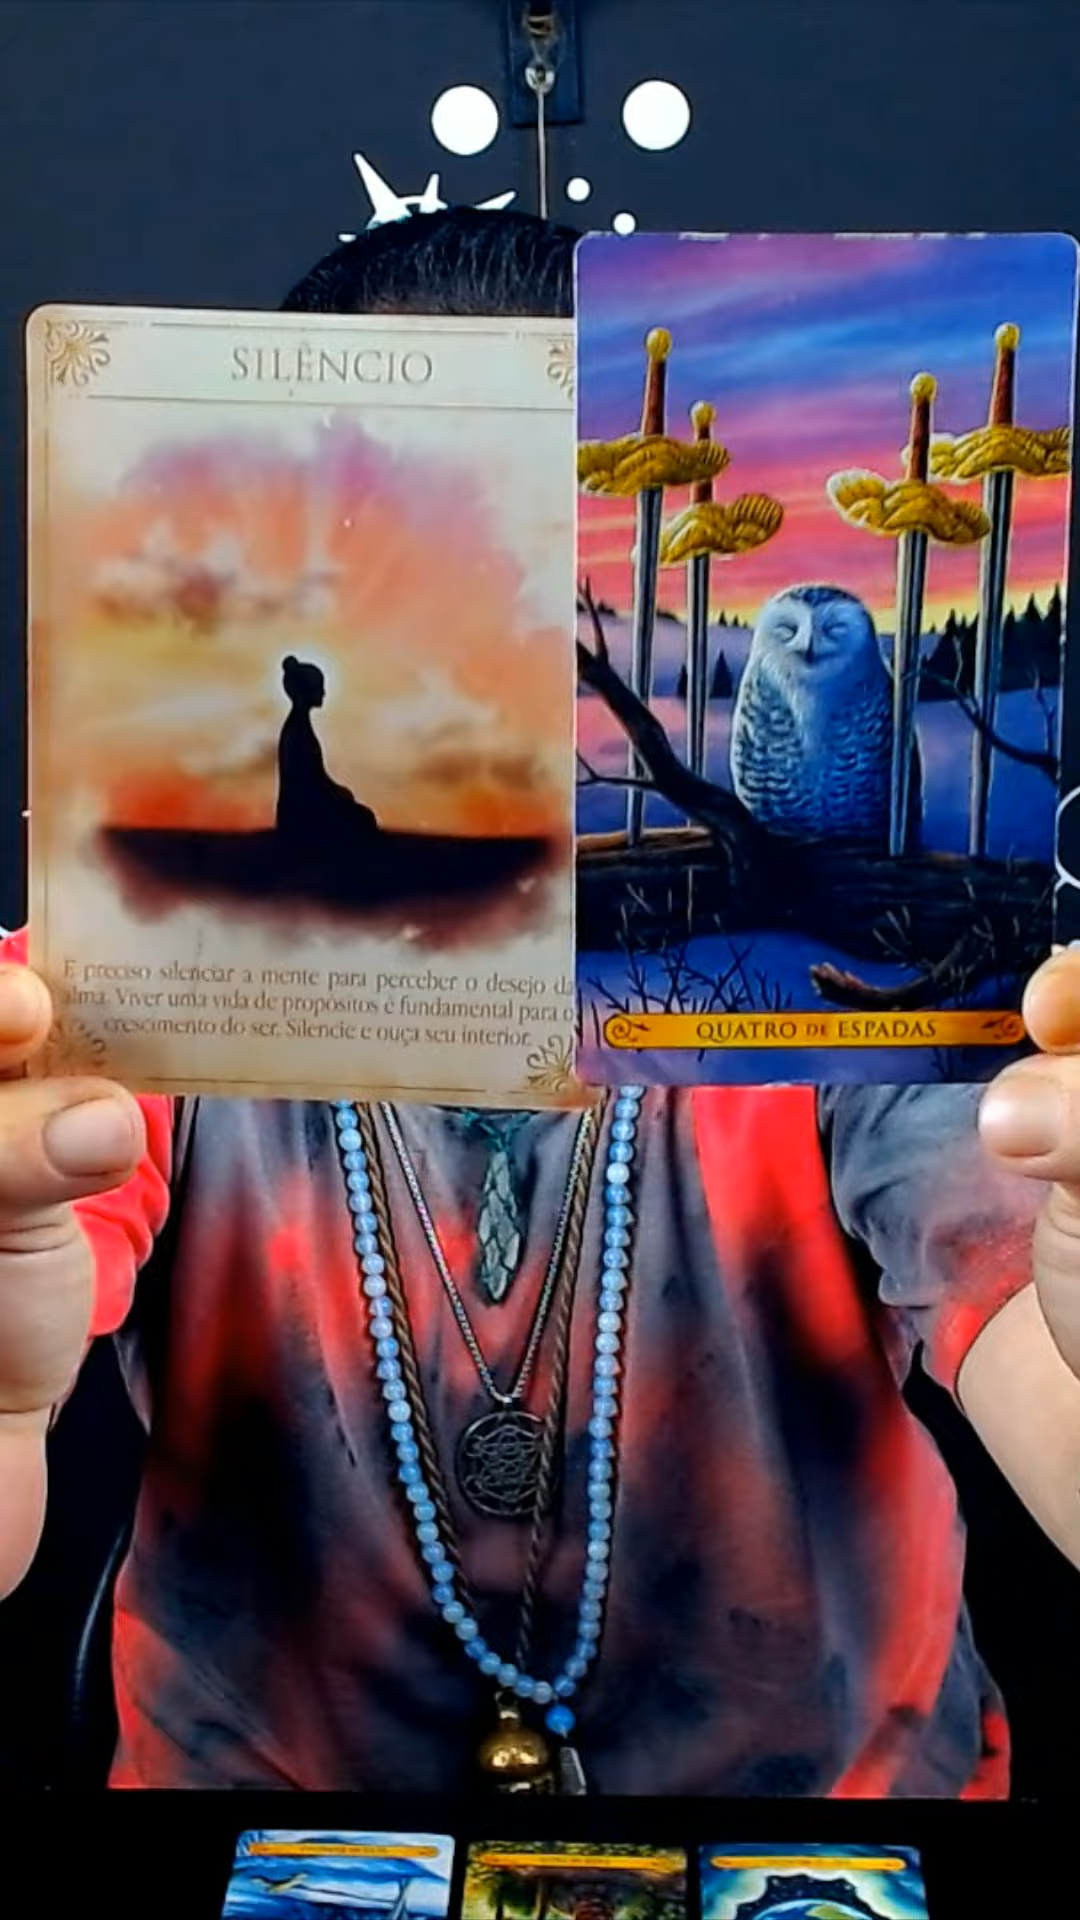 SILÊNCIO
É preciso silenciar a mente para perceber o desejo da
alma. Viver uma vida de propósitos é fundamental para o
crescimento do ser. Silencie e ouça seu interior.
QUATRO DE ESPADAS